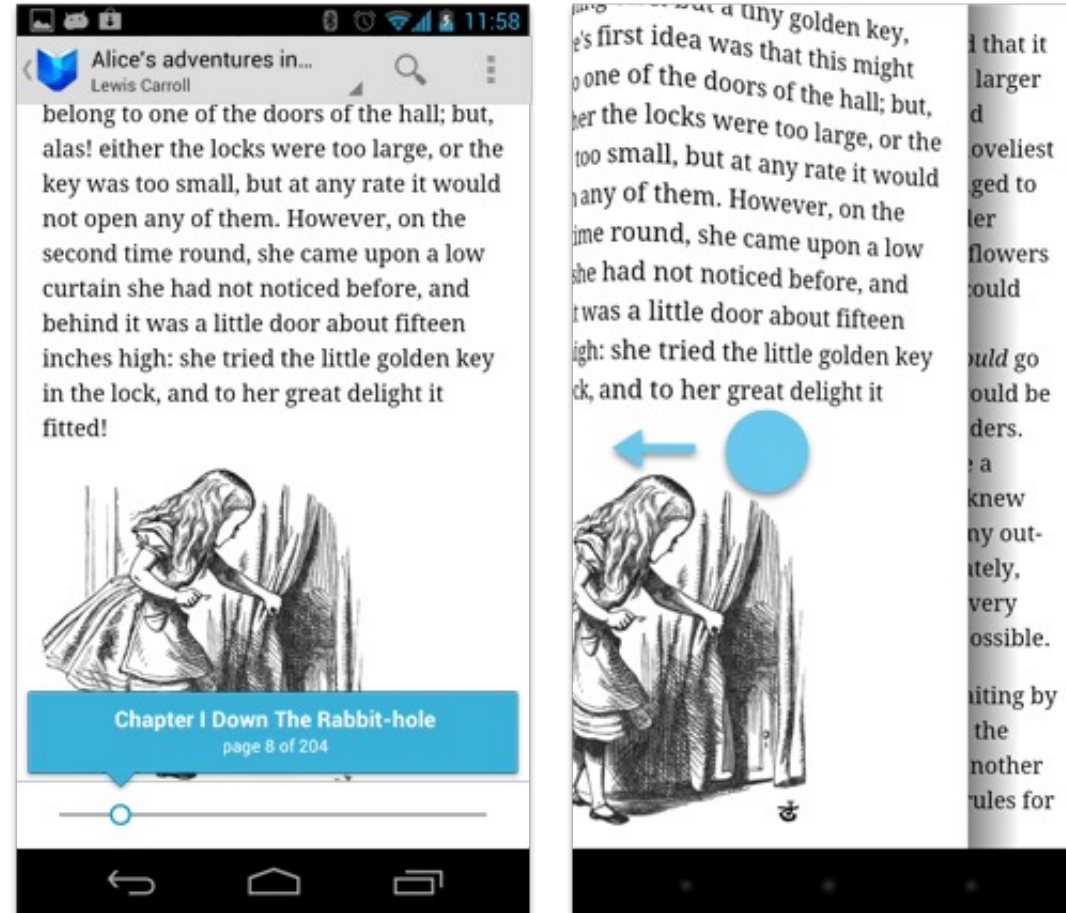 11:58
Alice's adventures in...
Lewis Carroll
belong to one of the doors of the hall; but,
alas! either the locks were too large, or the
key was too small, but at any rate it would
not open any of them. However, on the
second time round, she came upon a low
curtain she had not noticed before, and
behind it was a little door about fifteen
inches high: she tried the little golden key
in the lock, and to her great delight it
fitted!
Chapter I Down The Rabbit-hole
page 8 of 204
but a tiny golden key,
e's first idea was that this might
one of the doors of the hall; but,
her the locks were too large, or the
too small, but at any rate it would
any of them. However, on the
ime round, she came upon a low
she had not noticed before, and
t was a little door about fifteen
igh: she tried the little golden key
ck, and to her great delight it
d that it
larger
d
oveliest
ged to
ler
flowers
could
ould go
ould be
ders.
e a
knew
ny out-
tely,
very
ossible.
iting by
the
nother
rules for